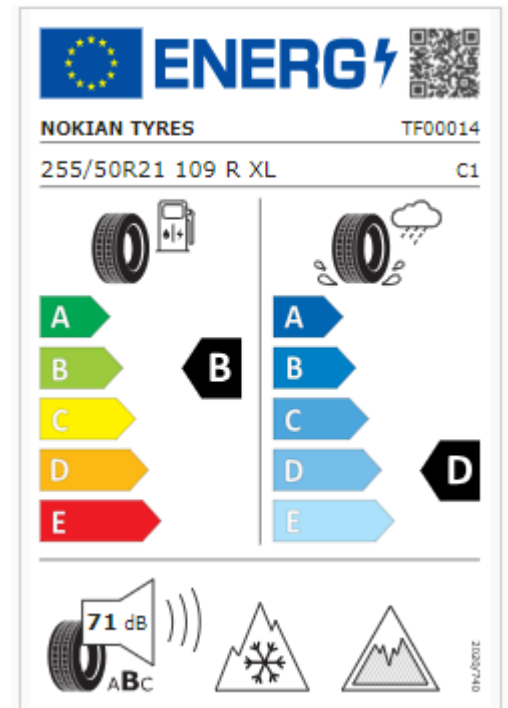 ENERG
NOKIAN TYRES TF00014
255/50R21 109 R XL C1
A A
B B B
C C
D D D
E E
71 dB
ABC
2020/740